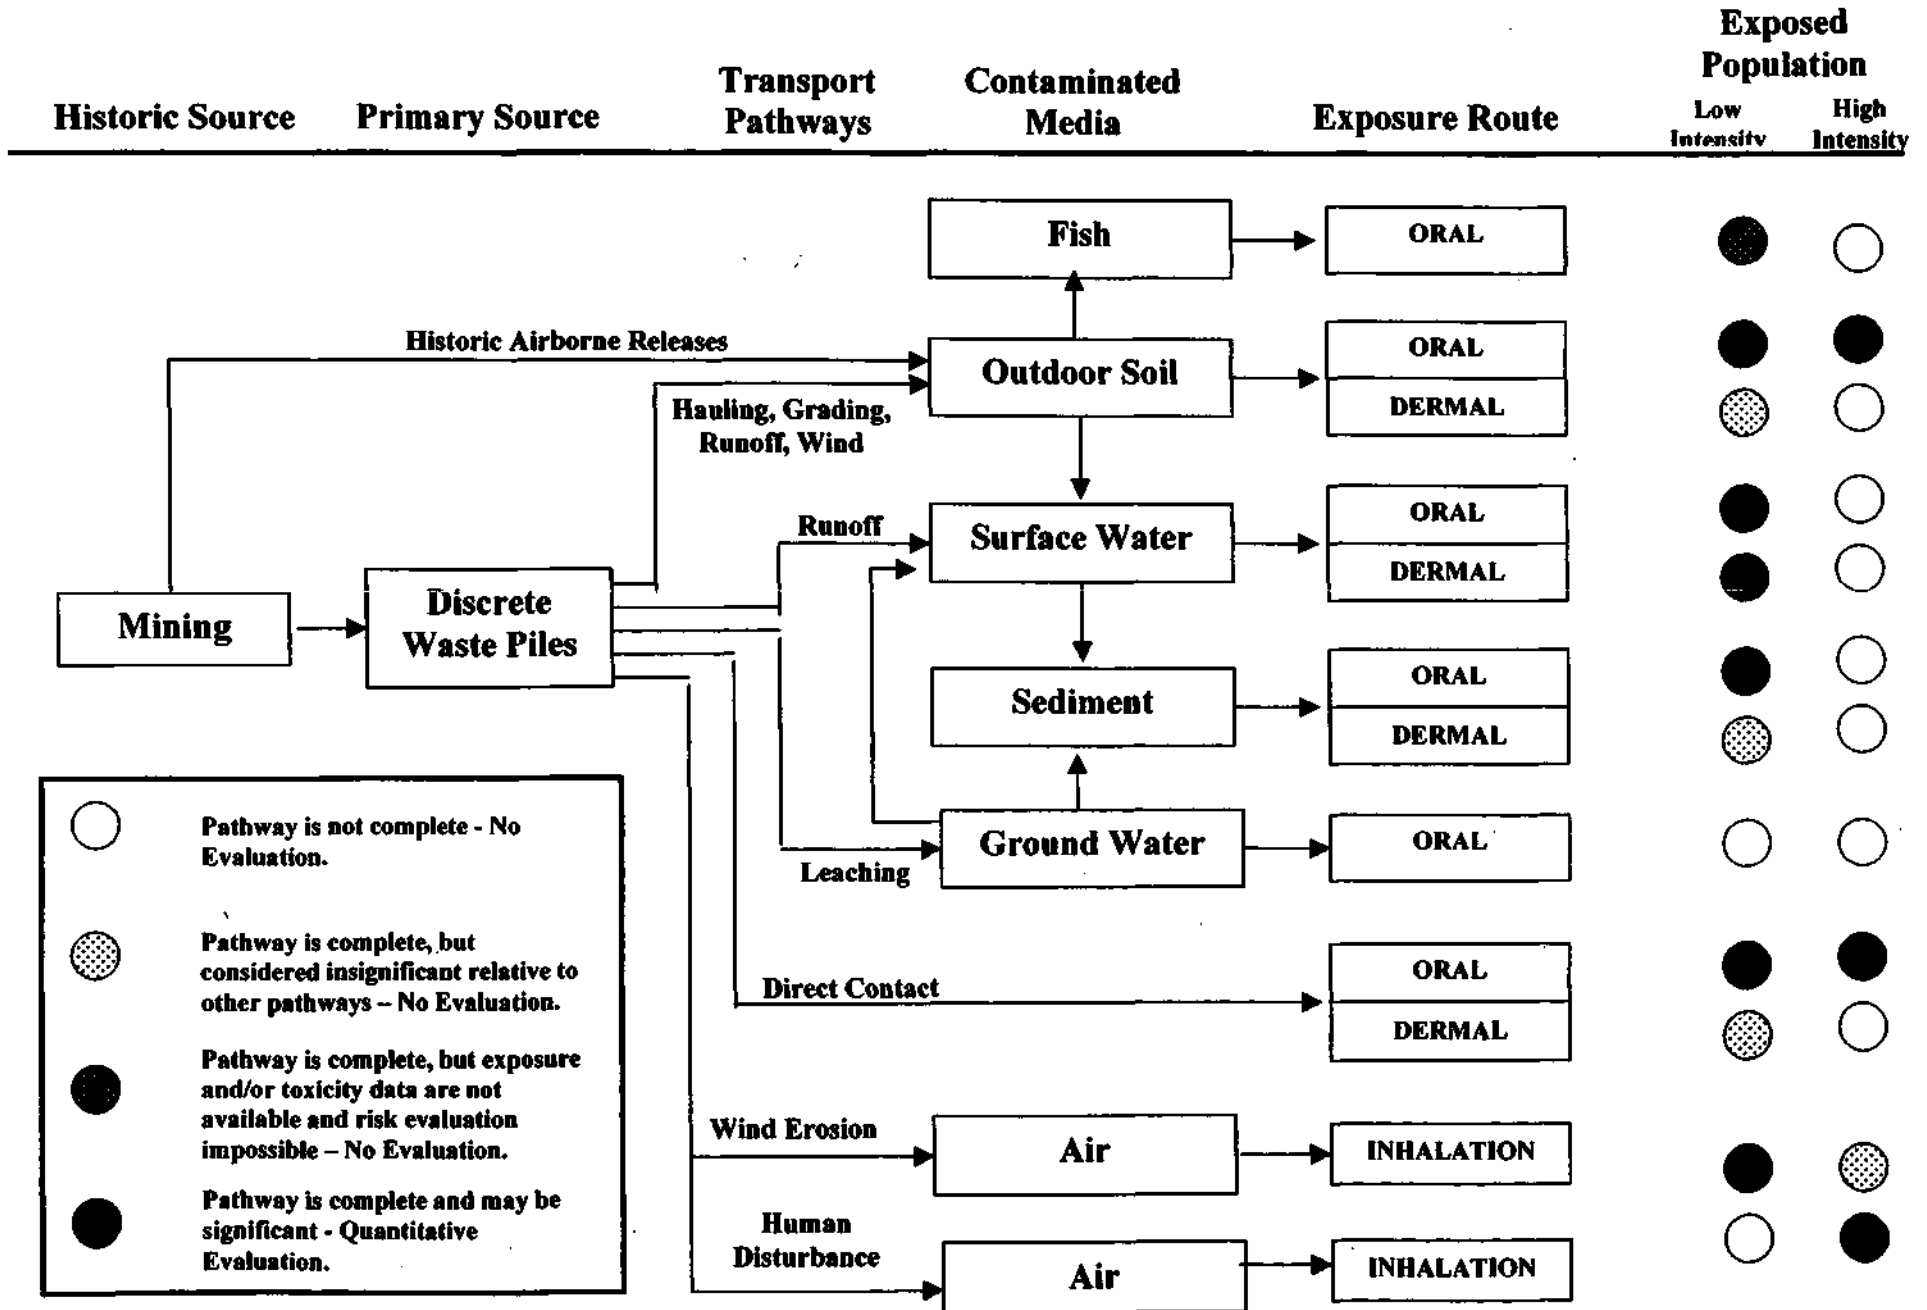 Exposed
Population
Transport
Pathways
Contaminated
Media
Historic Source
Primary Source
Exposure Route
Low
Intensity
High
Intensity
Fish
ORAL
Historic Airborne Releases
Outdoor Soil
ORAL
DERMAL
Hauling, Grading,
Runoff, Wind
Runoff
Surface Water
ORAL
DERMAL
Mining
Discrete
Waste Piles
Sediment
ORAL
DERMAL
Ground Water
ORAL
Leaching
Direct Contact
ORAL
DERMAL
Wind Erosion
Air
INHALATION
Human
Disturbance
Air
INHALATION
Pathway is not complete - No
Evaluation.
Pathway is complete, but
considered insignificant relative to
other pathways – No Evaluation.
Pathway is complete, but exposure
and/or toxicity data are not
available and risk evaluation
impossible – No Evaluation.
Pathway is complete and may be
significant - Quantitative
Evaluation.